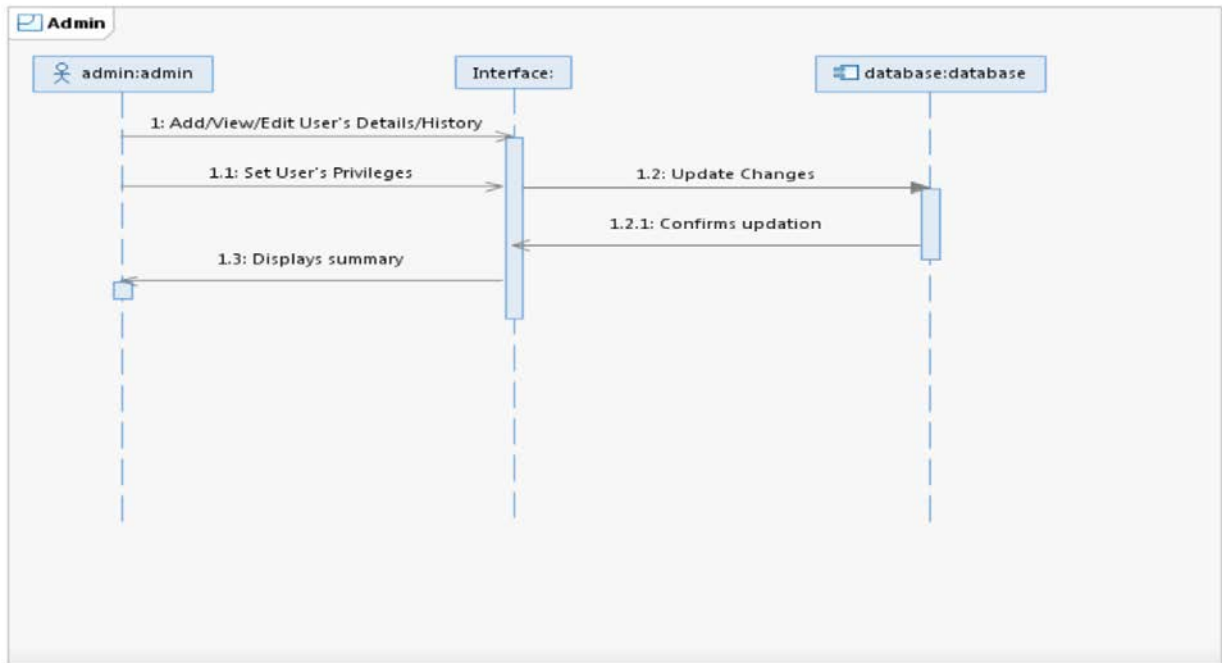 Admin
admin:admin
Interface:
database:database
1: Add/View/Edit User's Details/History
1.1: Set User's Privileges
1.2: Update Changes
1.2.1: Confirms updation
1.3: Displays summary